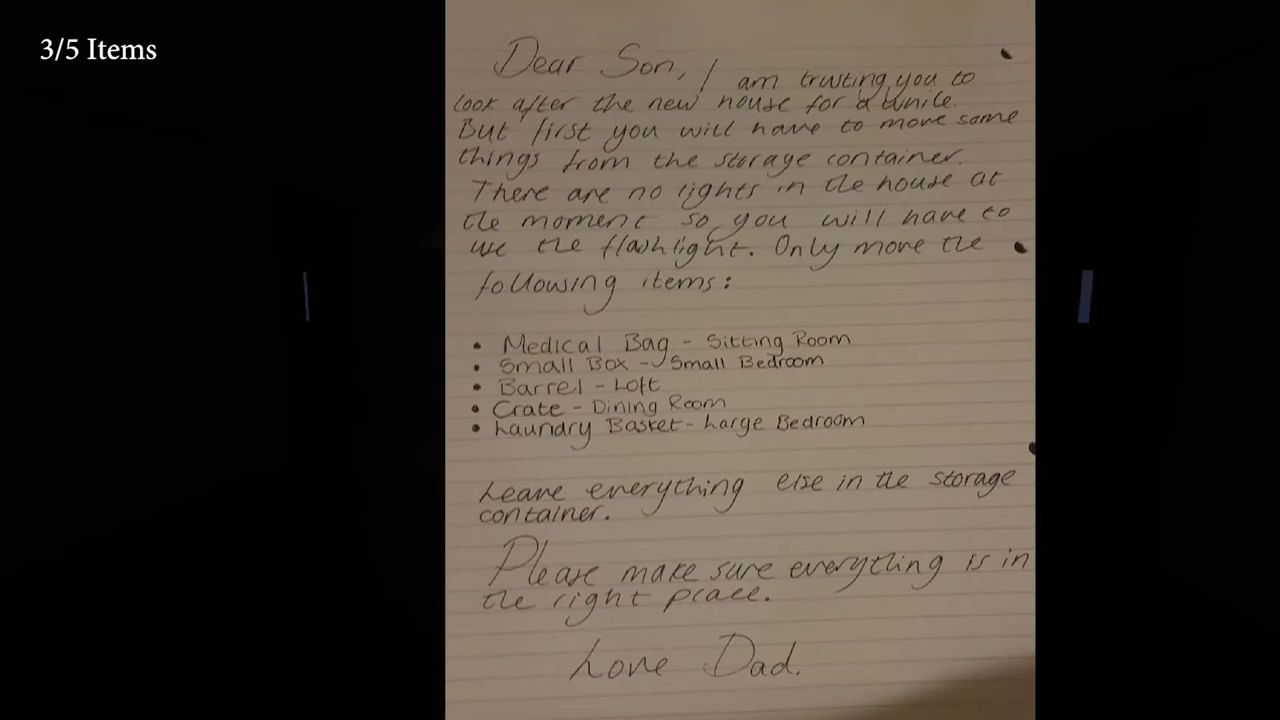 3/5 Items
Dear Son, I am trusting you to
look after the new house for a while.
But first you will have to move some
things from the storage container.
There are no lights in the house at
the moment so you will have to
use the flashlight. Only move the
following items:
• Medical Bag - Sitting Room
• Small Box - Small Bedroom
• Barrel - Loft
• Crate - Dining Room
• Laundry Basket - Large Bedroom
Leave everything else in the storage
container.
Please make sure everything is in
the right place.
Love Dad.